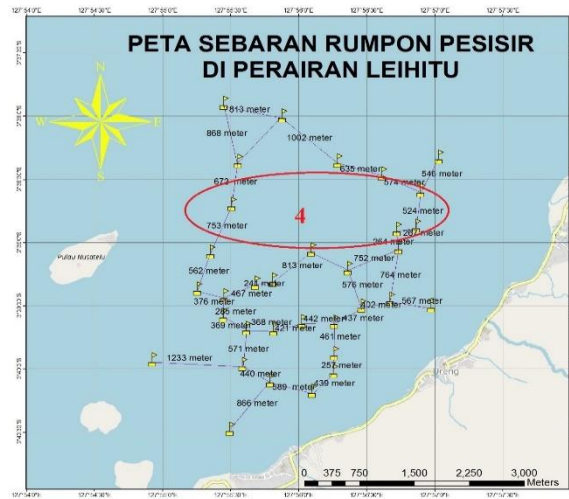 PETA SEBARAN RUMPON PESISIR
DI PERAIRAN LEIHITU
N
W E
S
813 meter
868 meter
1002 meter
635 meter
546 meter
574 meter
673 meter
4
524 meter
753 meter
264 meter
Pulau Nusatelu
813 meter
752 meter
562 meter
764 meter
241 meter
576 meter
467 meter
376 meter
567 meter
285 meter
442 meter
437 meter
369 meter
368 meter
421 meter
461 meter
571 meter
1233 meter
257 meter
440 meter
439 meter
589 meter
866 meter
Ureng
0 375 750 1,500 2,250 3,000
Meters